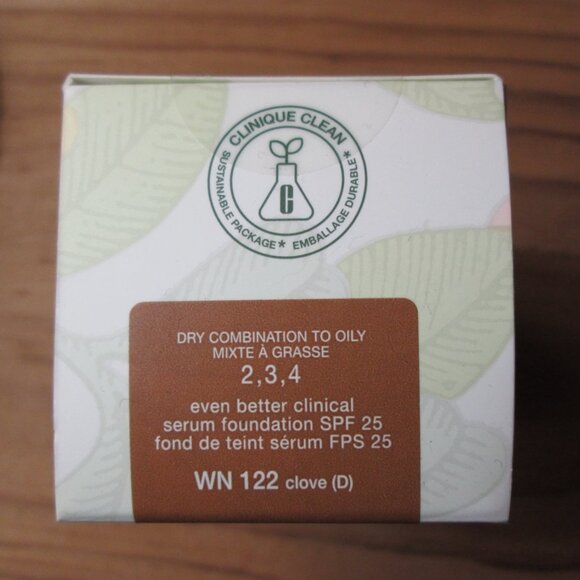 CLINIQUE CLEAN
SUSTAINABLE PACKAGE* EMBALLAGE DURABLE*
C
DRY COMBINATION TO OILY
MIXTE À GRASSE
2,3,4
even better clinical
serum foundation SPF 25
fond de teint sérum FPS 25
WN 122 clove (D)